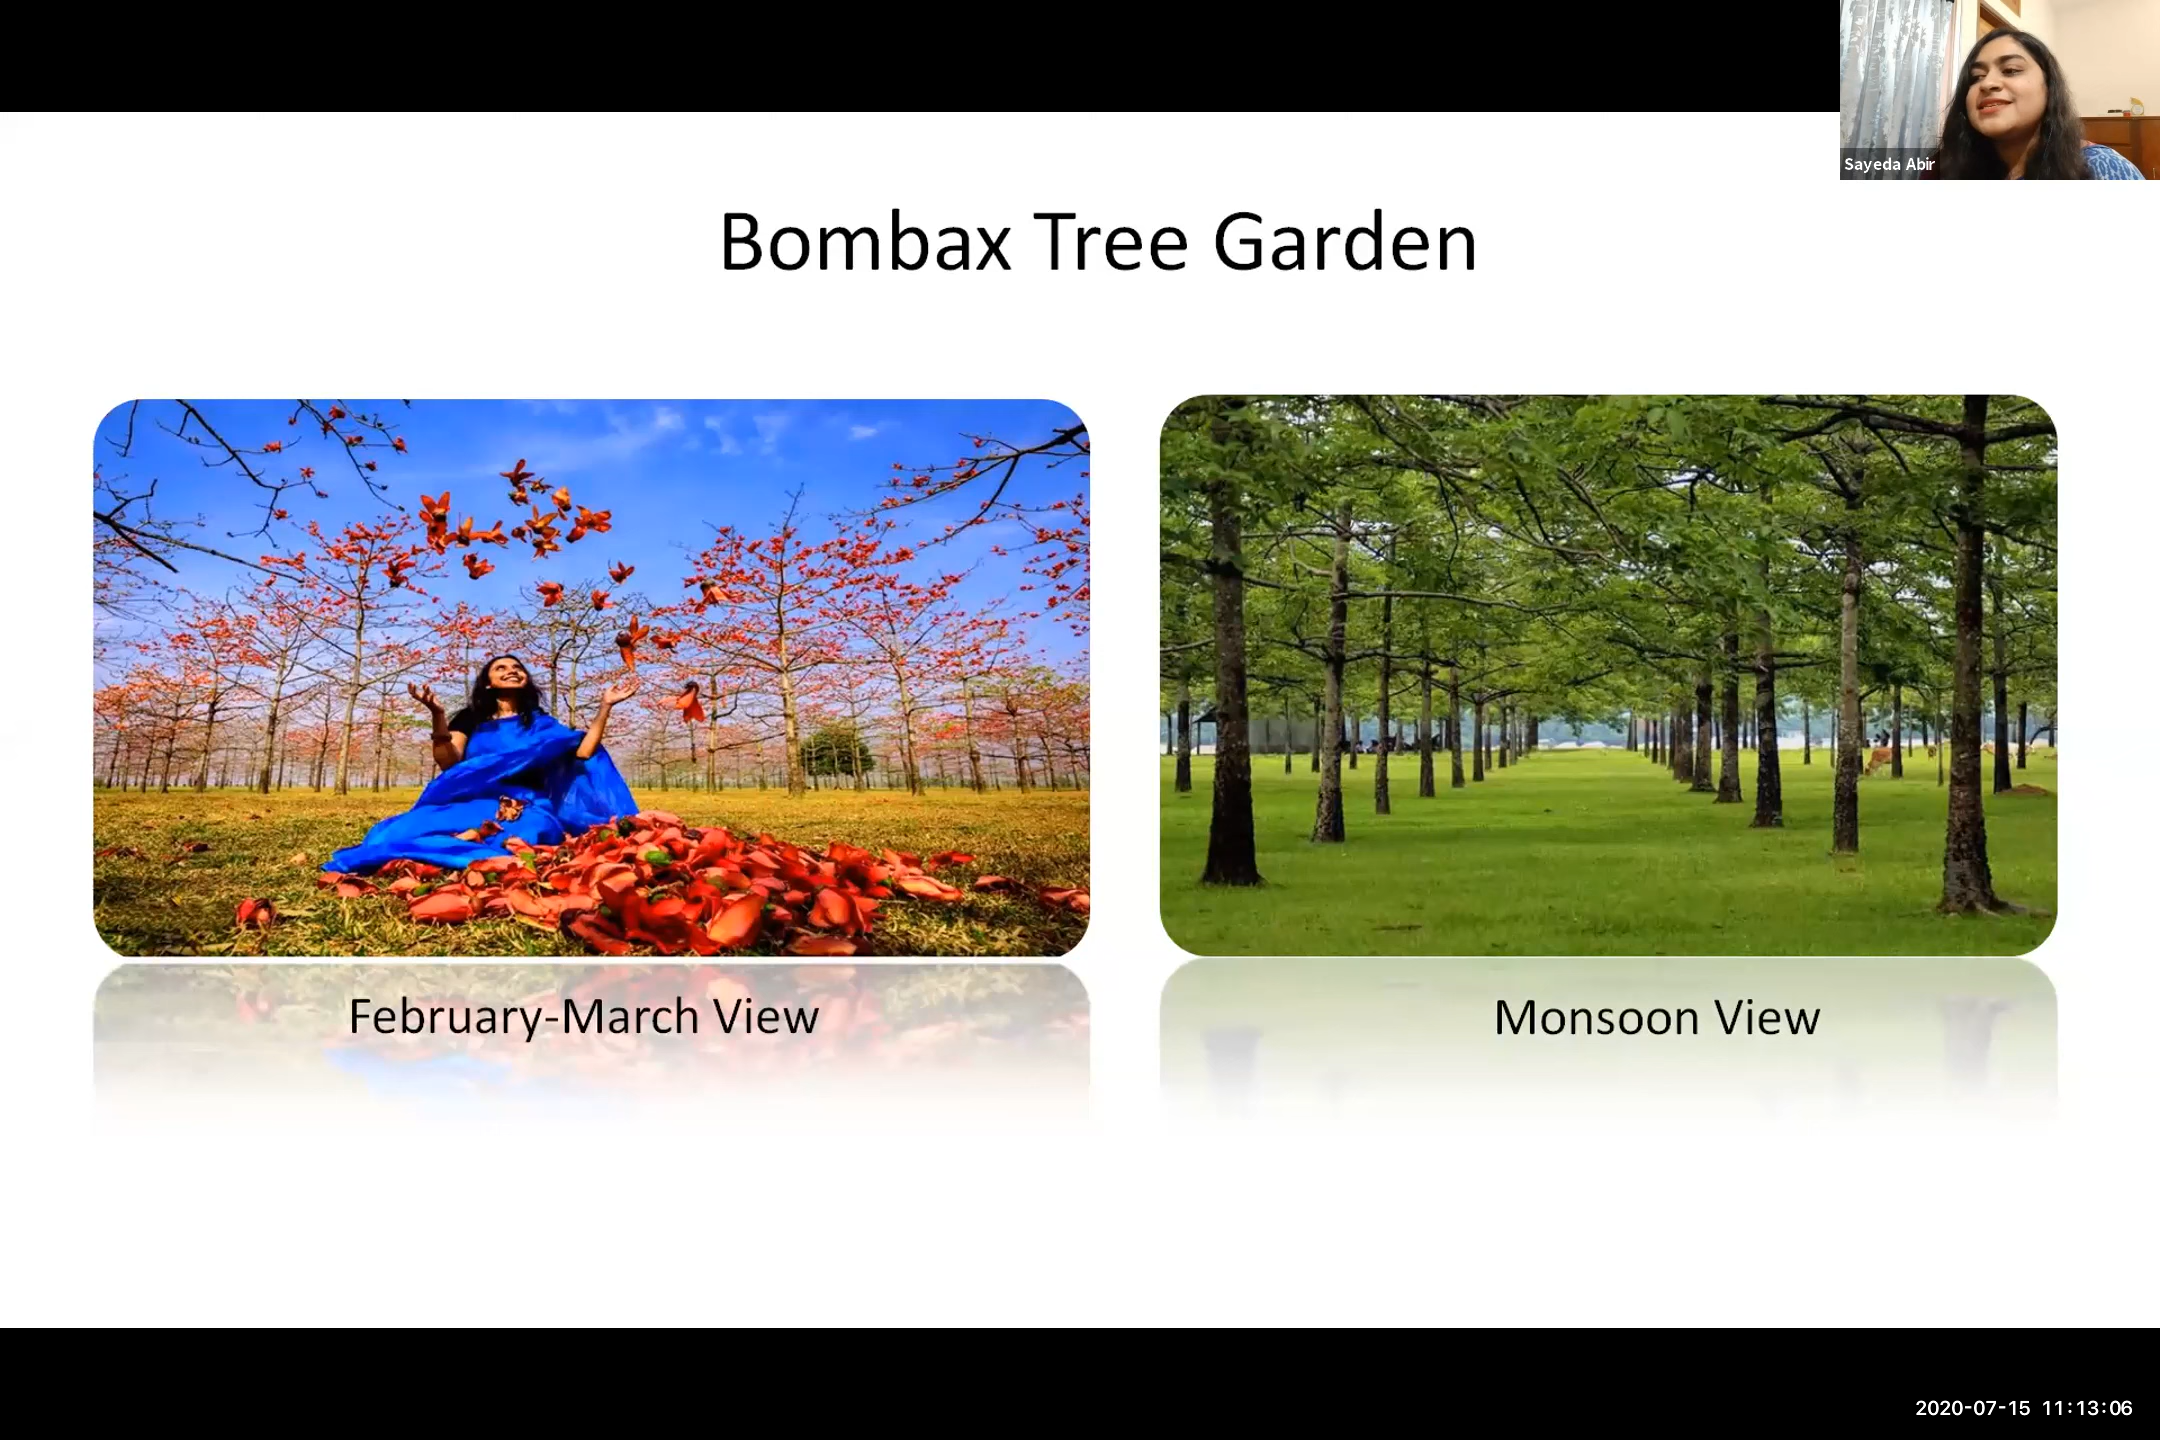 Sayeda Abir
Bombax Tree Garden
February-March View
Monsoon View
2020-07-15 11:13:06